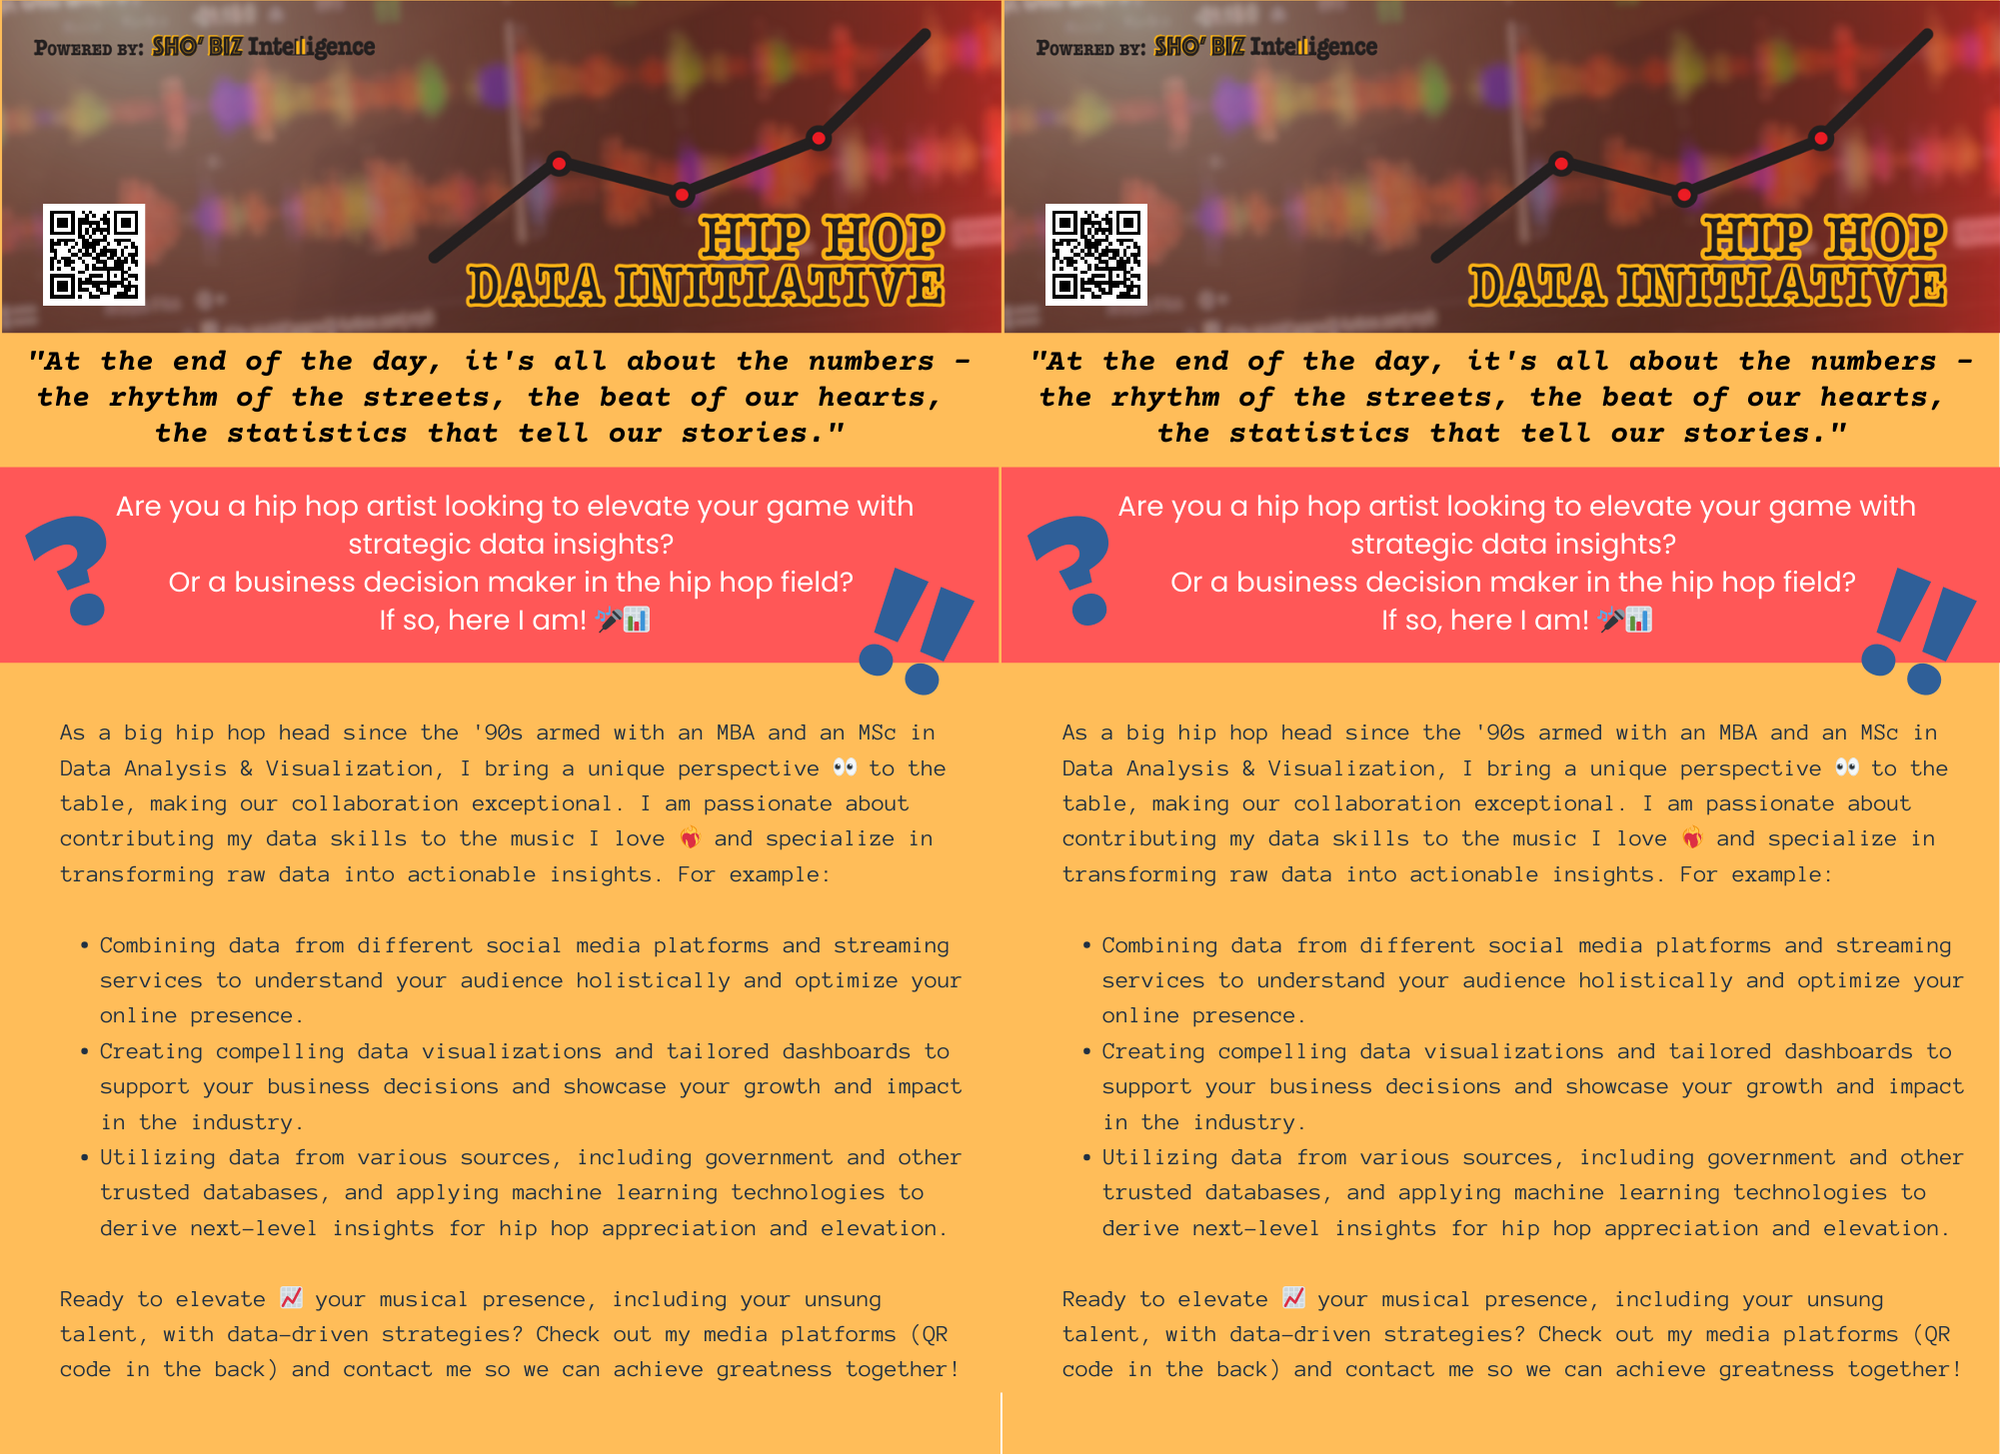 POWERED BY: SHO' BIZ Intelligence
HIP HOP
DATA INITIATIVE
"At the end of the day, it's all about the numbers -
the rhythm of the streets, the beat of our hearts,
the statistics that tell our stories."
Are you a hip hop artist looking to elevate your game with
strategic data insights?
Or a business decision maker in the hip hop field?
If so, here I am! 🎤📊
As a big hip hop head since the '90s armed with an MBA and an MSc in
Data Analysis & Visualization, I bring a unique perspective 👀 to the
table, making our collaboration exceptional. I am passionate about
contributing my data skills to the music I love ❤️‍🔥 and specialize in
transforming raw data into actionable insights. For example:
• Combining data from different social media platforms and streaming
services to understand your audience holistically and optimize your
online presence.
• Creating compelling data visualizations and tailored dashboards to
support your business decisions and showcase your growth and impact
in the industry.
• Utilizing data from various sources, including government and other
trusted databases, and applying machine learning technologies to
derive next-level insights for hip hop appreciation and elevation.
Ready to elevate 📈 your musical presence, including your unsung
talent, with data-driven strategies? Check out my media platforms (QR
code in the back) and contact me so we can achieve greatness together!
POWERED BY: SHO' BIZ Intelligence
HIP HOP
DATA INITIATIVE
"At the end of the day, it's all about the numbers -
the rhythm of the streets, the beat of our hearts,
the statistics that tell our stories."
Are you a hip hop artist looking to elevate your game with
strategic data insights?
Or a business decision maker in the hip hop field?
If so, here I am! 🎤📊
As a big hip hop head since the '90s armed with an MBA and an MSc in
Data Analysis & Visualization, I bring a unique perspective 👀 to the
table, making our collaboration exceptional. I am passionate about
contributing my data skills to the music I love ❤️‍🔥 and specialize in
transforming raw data into actionable insights. For example:
• Combining data from different social media platforms and streaming
services to understand your audience holistically and optimize your
online presence.
• Creating compelling data visualizations and tailored dashboards to
support your business decisions and showcase your growth and impact
in the industry.
• Utilizing data from various sources, including government and other
trusted databases, and applying machine learning technologies to
derive next-level insights for hip hop appreciation and elevation.
Ready to elevate 📈 your musical presence, including your unsung
talent, with data-driven strategies? Check out my media platforms (QR
code in the back) and contact me so we can achieve greatness together!